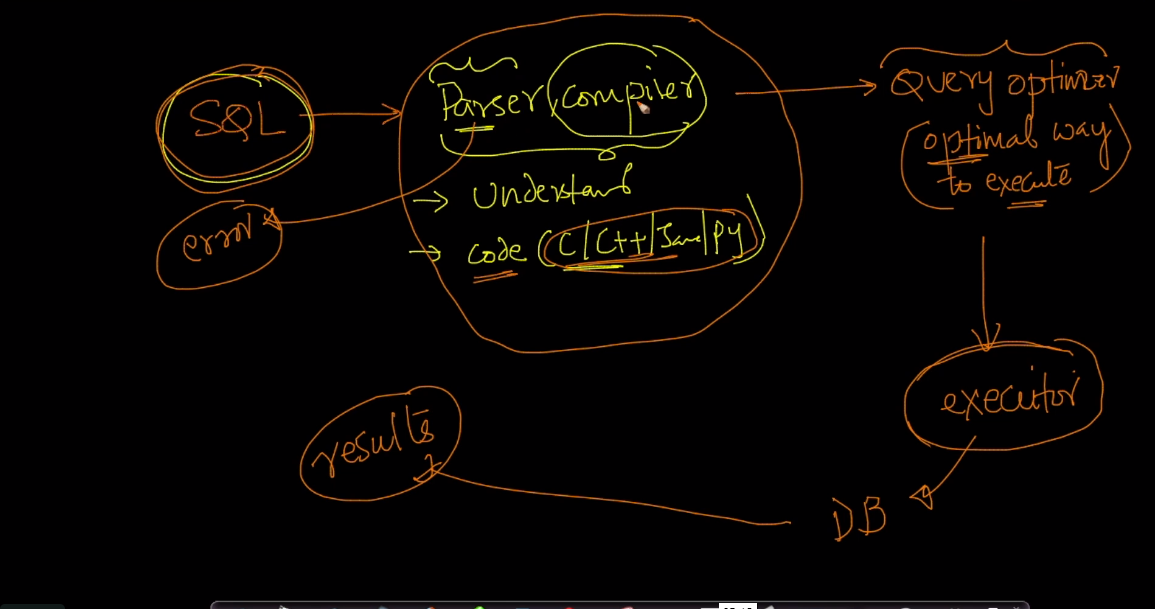 SQL
Parser/compiler
Query optimizer
(optimal way
to execute)
→ Understand
→ code (C/C++/Java/Py)
error
executor
results
DB